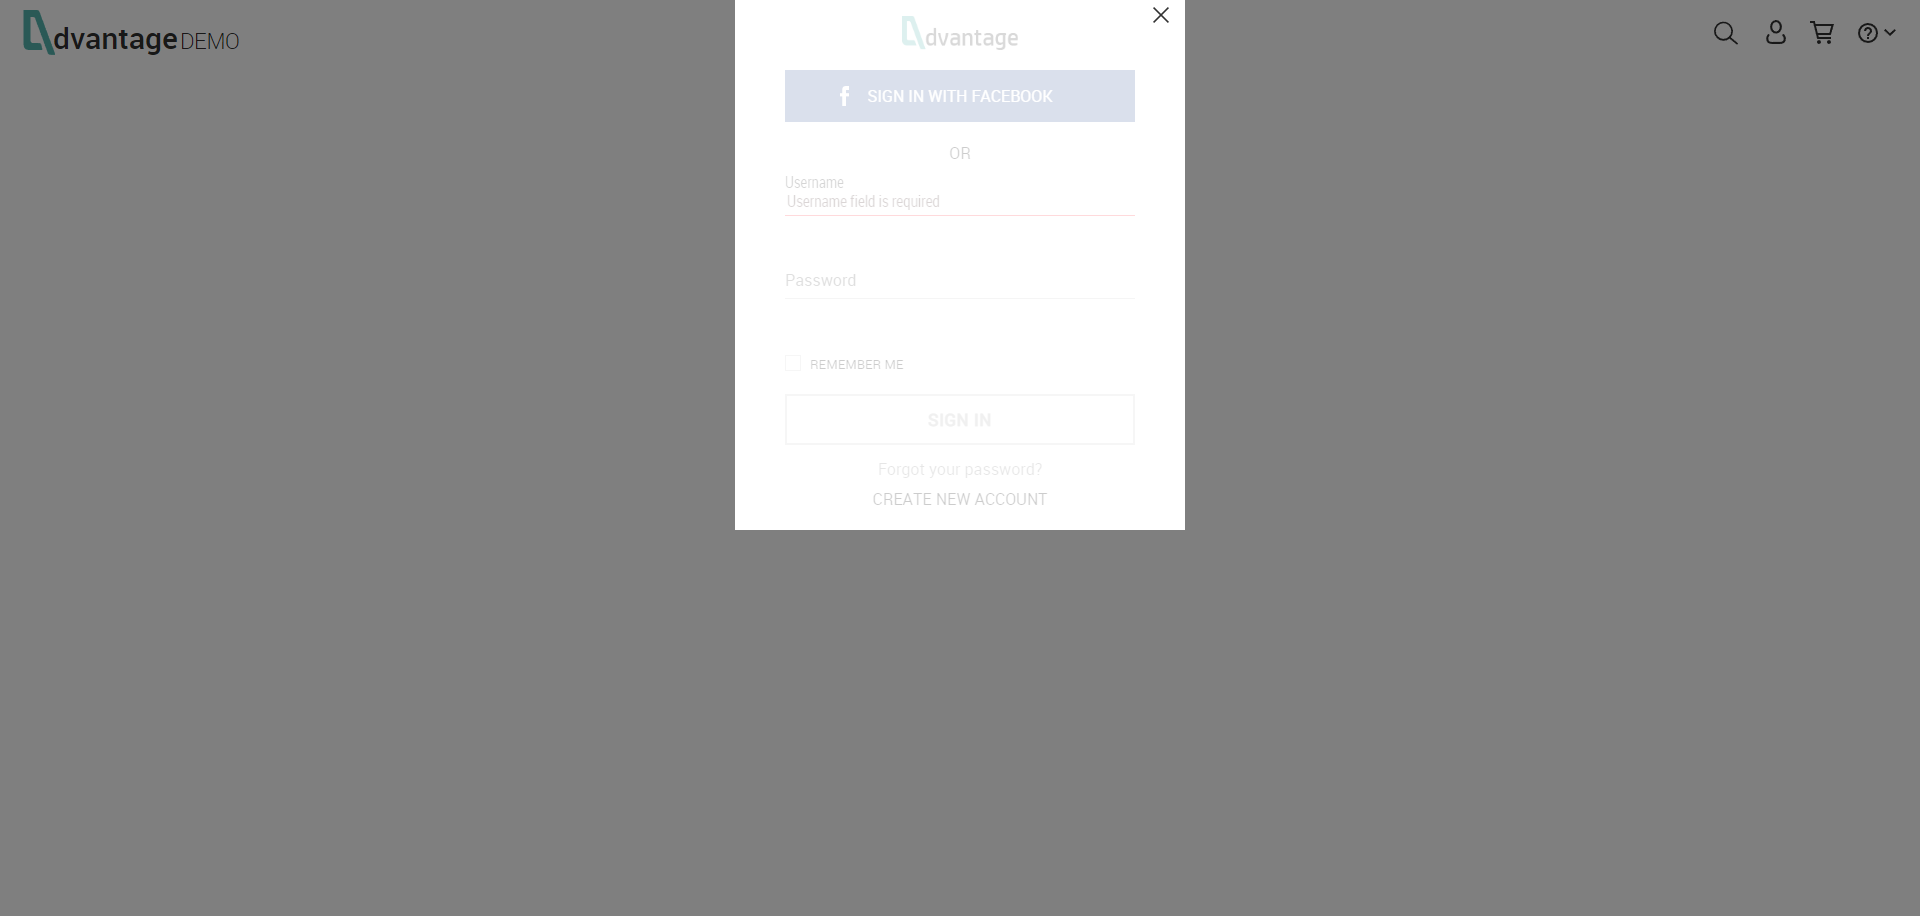 dvantage DEMO
dvantage
SIGN IN WITH FACEBOOK
OR
Username
Username field is required
Password
REMEMBER ME
SIGN IN
Forgot your password?
CREATE NEW ACCOUNT